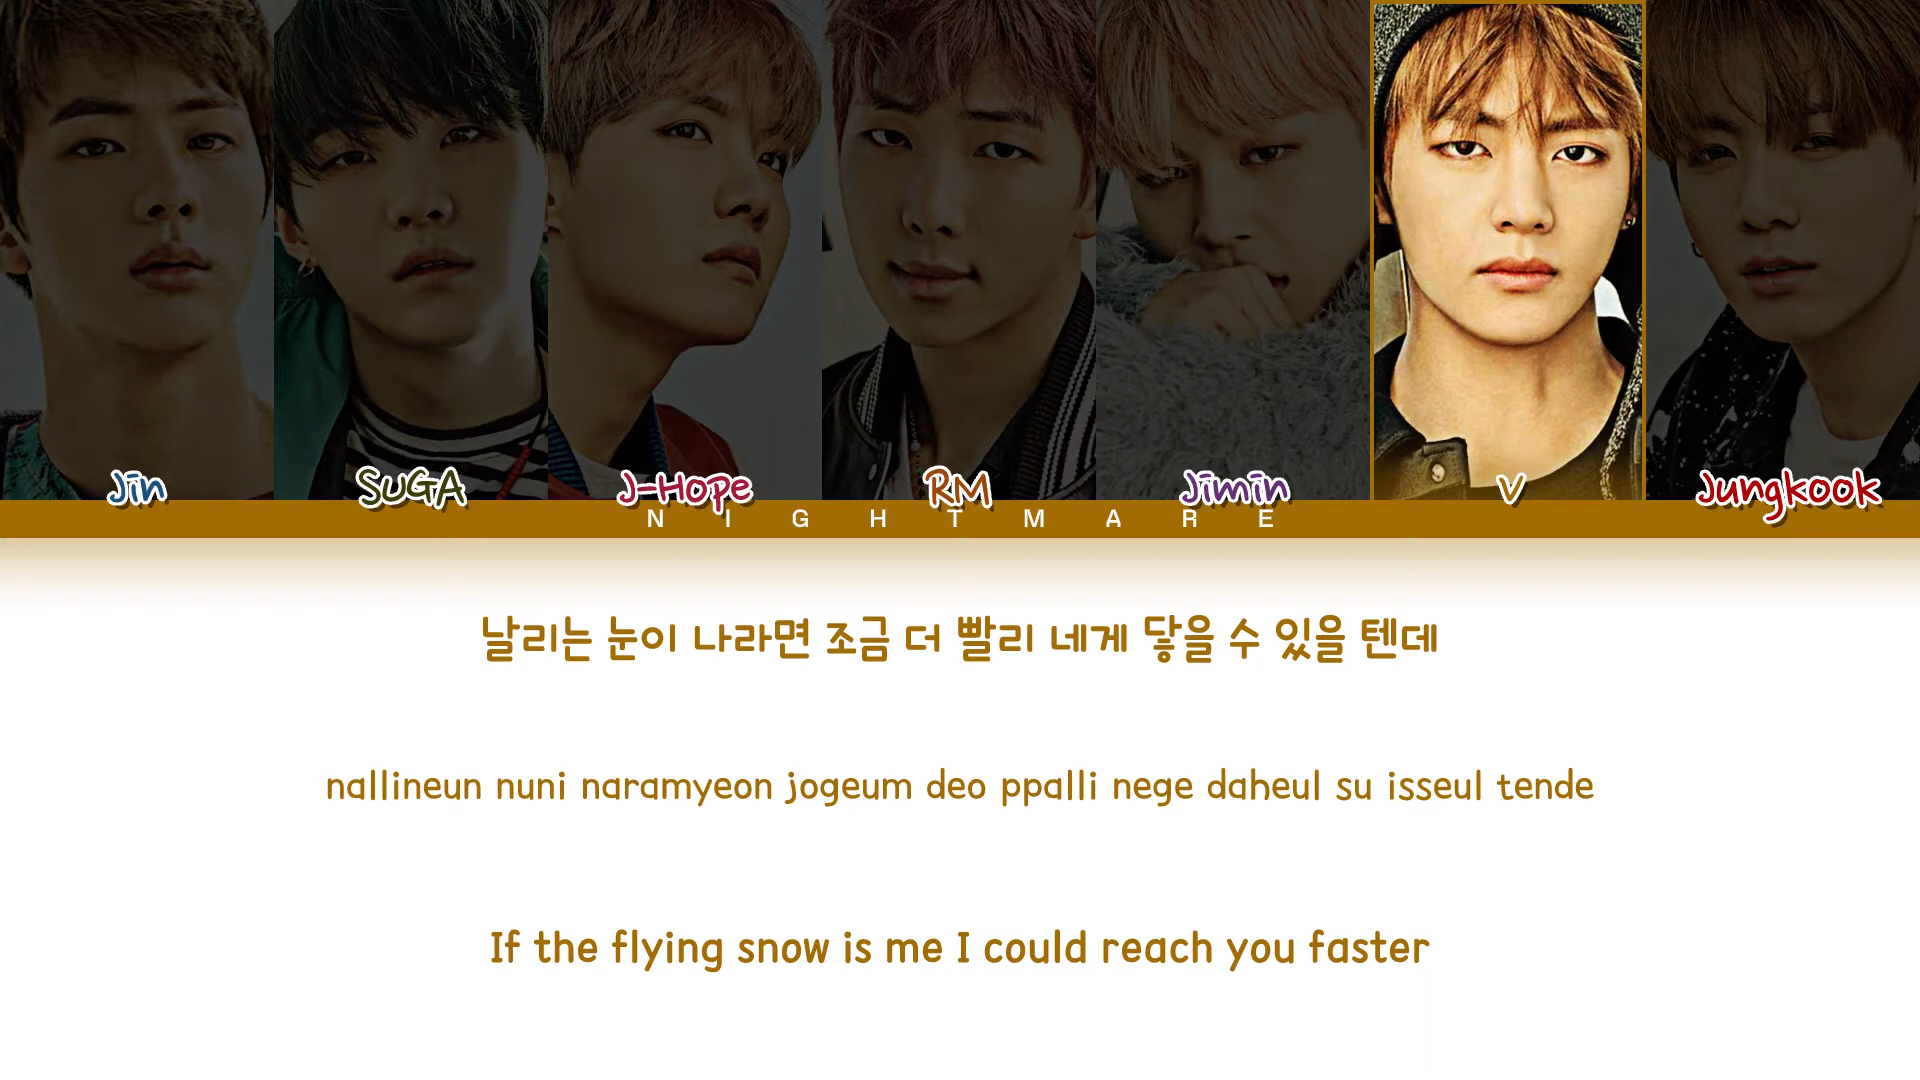 Jin SUGA J-Hope RM Jimin V Jungkook
NIGHTMARE
날리는 눈이 나라면 조금 더 빨리 네게 닿을 수 있을 텐데
nallineun nuni naramyeon jogeum deo ppalli nege daheul su isseul tende
If the flying snow is me I could reach you faster